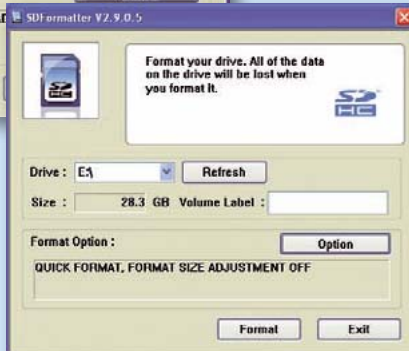 SDFormatter V2.9.0.5
Format your drive. All of the data
on the drive will be lost when
you format it.
SD
HC
Drive : E:\ Refresh
Size : 28.3 GB Volume Label :
Format Option : Option
QUICK FORMAT, FORMAT SIZE ADJUSTMENT OFF
Format Exit